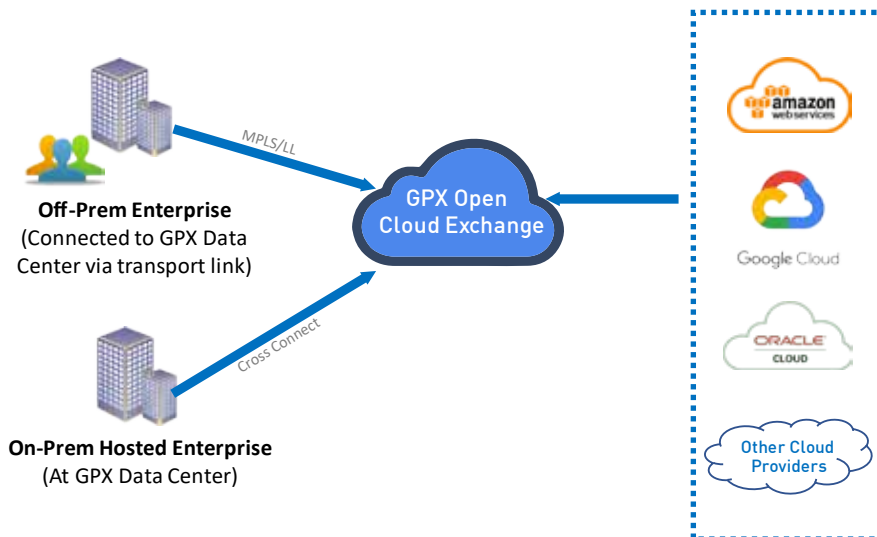 MPLS/LL
Off-Prem Enterprise
(Connected to GPX Data
Center via transport link)
GPX Open
Cloud Exchange
Cross Connect
On-Prem Hosted Enterprise
(At GPX Data Center)
amazon
webservices
Google Cloud
ORACLE
CLOUD
Other Cloud
Providers